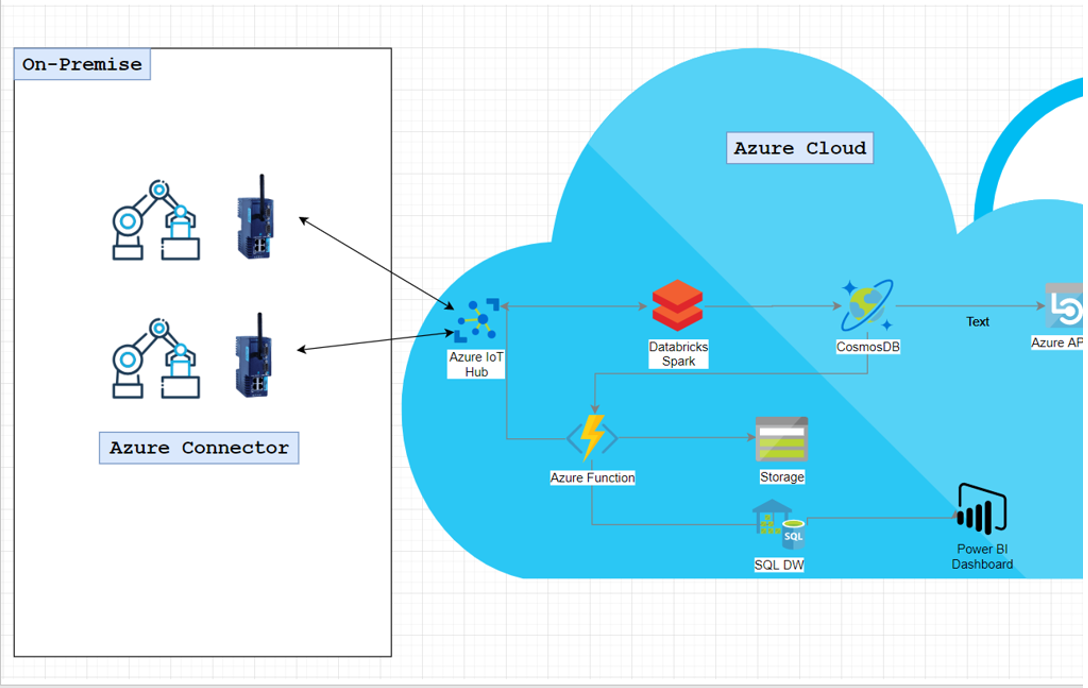 On-Premise
Azure Cloud
Azure IoT
Hub
Databricks
Spark
CosmosDB
Text
Azure AP
Azure Connector
Azure Function
Storage
SQL
SQL DW
Power BI
Dashboard